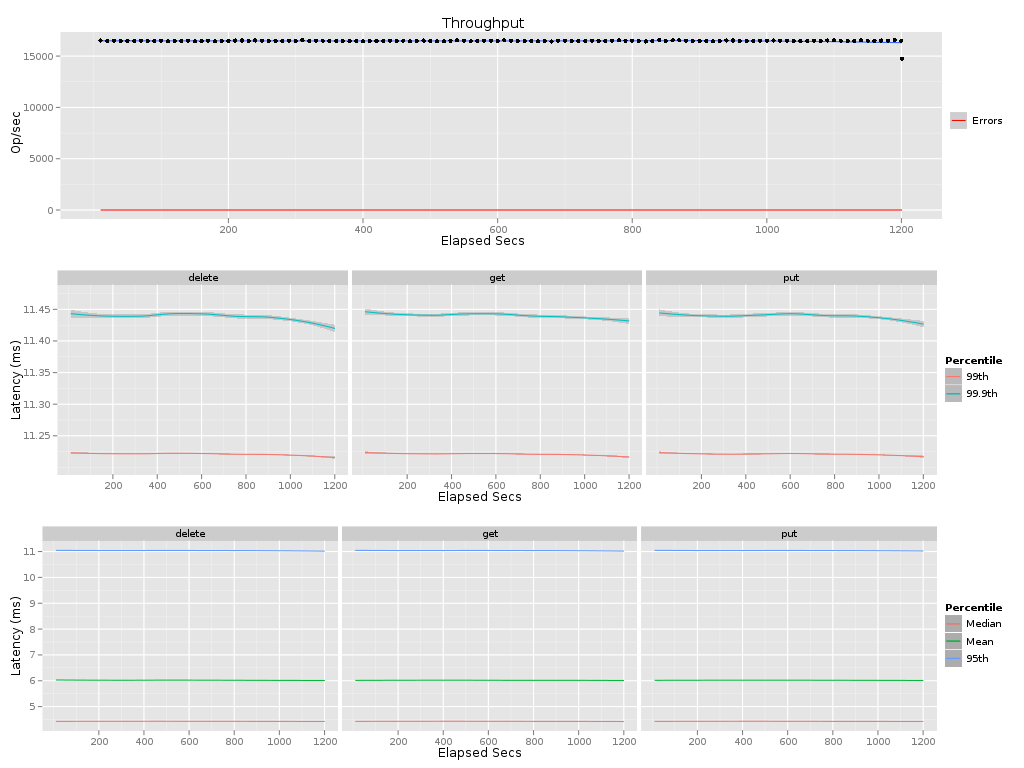 Throughput
Op/sec
15000
10000
5000
0
200 400 600 800 1000 1200
Elapsed Secs
Errors
delete get put
Latency (ms)
11.45
11.40
11.35
11.30
11.25
200 400 600 800 1000 1200 200 400 600 800 1000 1200 200 400 600 800 1000 1200
Elapsed Secs
Percentile
99th
99.9th
delete get put
Latency (ms)
11
10
9
8
7
6
5
200 400 600 800 1000 1200 200 400 600 800 1000 1200 200 400 600 800 1000 1200
Elapsed Secs
Percentile
Median
Mean
95th